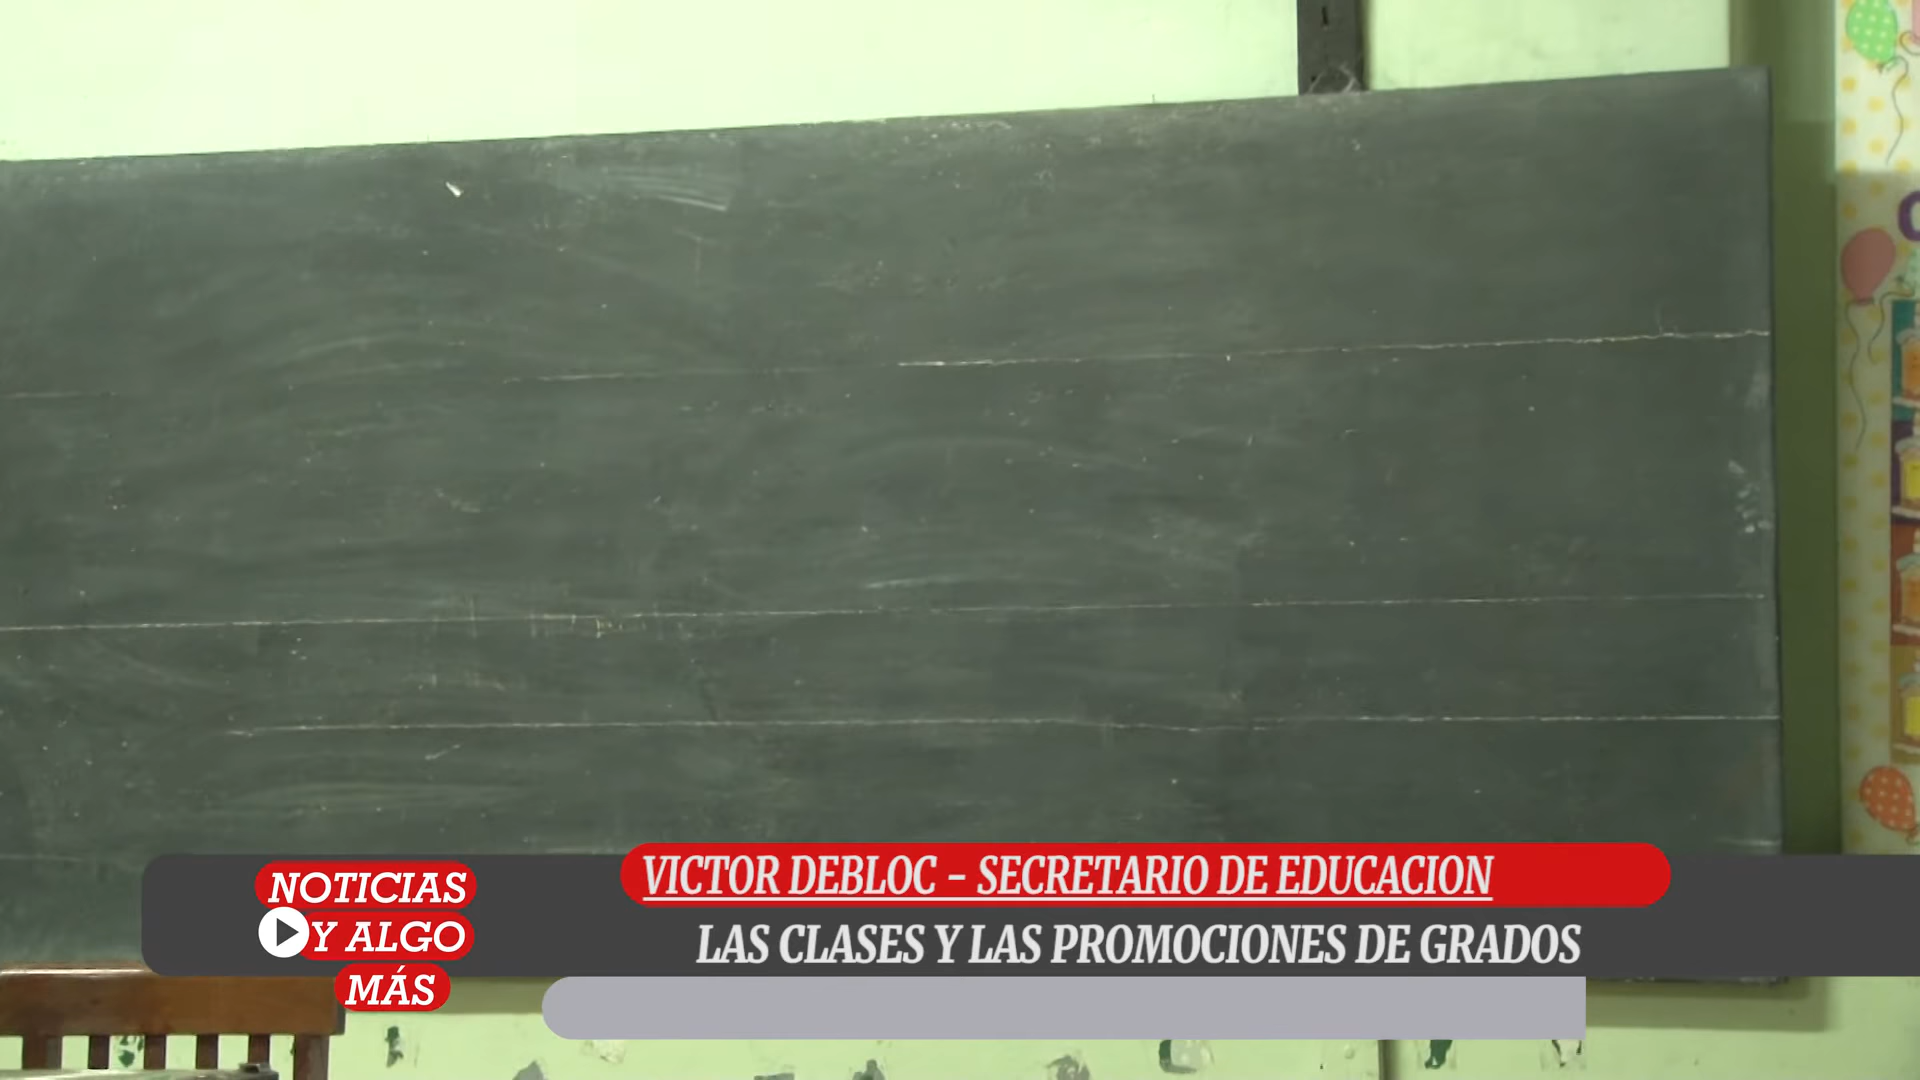 VICTOR DEBLOC - SECRETARIO DE EDUCACION
LAS CLASES Y LAS PROMOCIONES DE GRADOS
NOTICIAS
Y ALGO
MÁS